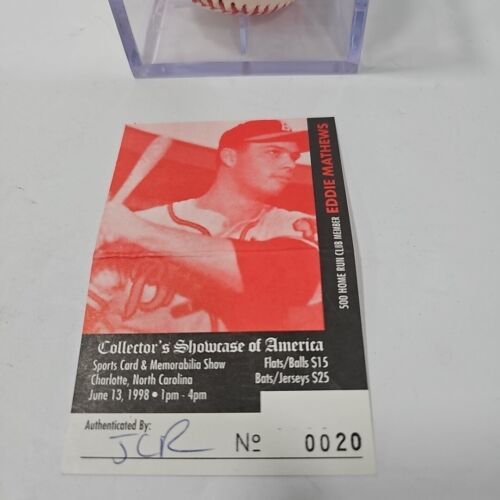 500 HOME RUN CLUB MEMBER EDDIE MATHEWS
Collector's Showcase of America
Sports Card & Memorabilia Show Flats/Balls $15
Charlotte, North Carolina Bats/Jerseys $25
June 13, 1998 • 1pm - 4pm
Authenticated By:
JCR Nº 0020